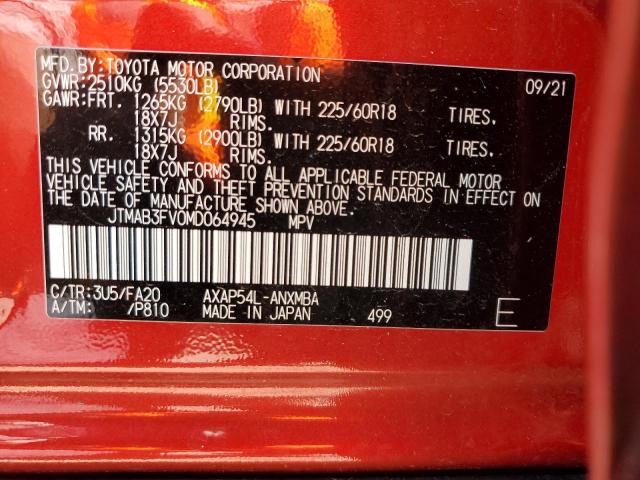 MFD.BY:TOYOTA MOTOR CORPORATION 09/21
GVWR:2510KG (5530LB)
GAWR:FRT. 1265KG (2790LB) WITH 225/60R18 TIRES,
18X7J RIMS.
RR. 1315KG (2900LB) WITH 225/60R18 TIRES,
18X7J RIMS.
THIS VEHICLE CONFORMS TO ALL APPLICABLE FEDERAL MOTOR
VEHICLE SAFETY AND THEFT PREVENTION STANDARDS IN EFFECT ON
THE DATE OF MANUFACTURE SHOWN ABOVE.
JTMAB3FV0MD064945 MPV
C/TR:3U5/FA20 AXAP54L-ANXMBA
A/TM: /P810 MADE IN JAPAN 499 E